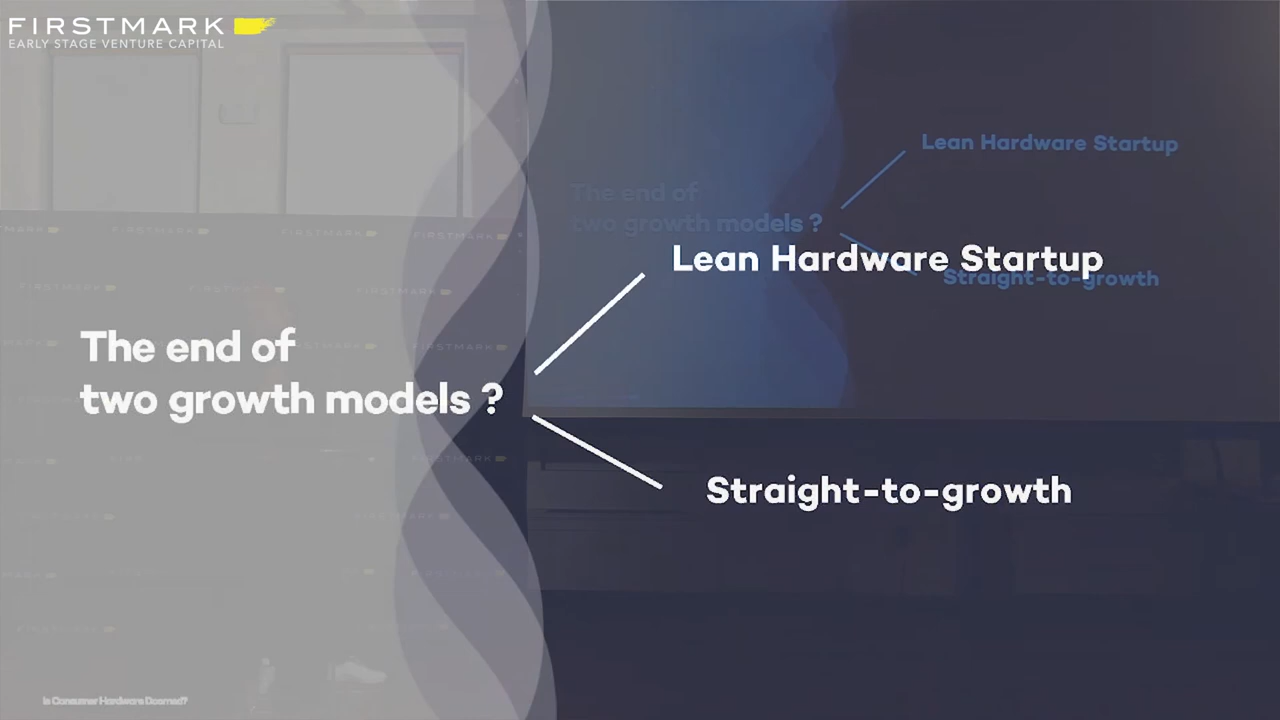 FIRSTMARK
EARLY STAGE VENTURE CAPITAL
Lean Hardware Startup
The end of
two growth models ?
Straight-to-growth
Lean Hardware Startup
The end of
two growth models ?
Straight-to-growth
Is Consumer Hardware Doomed?